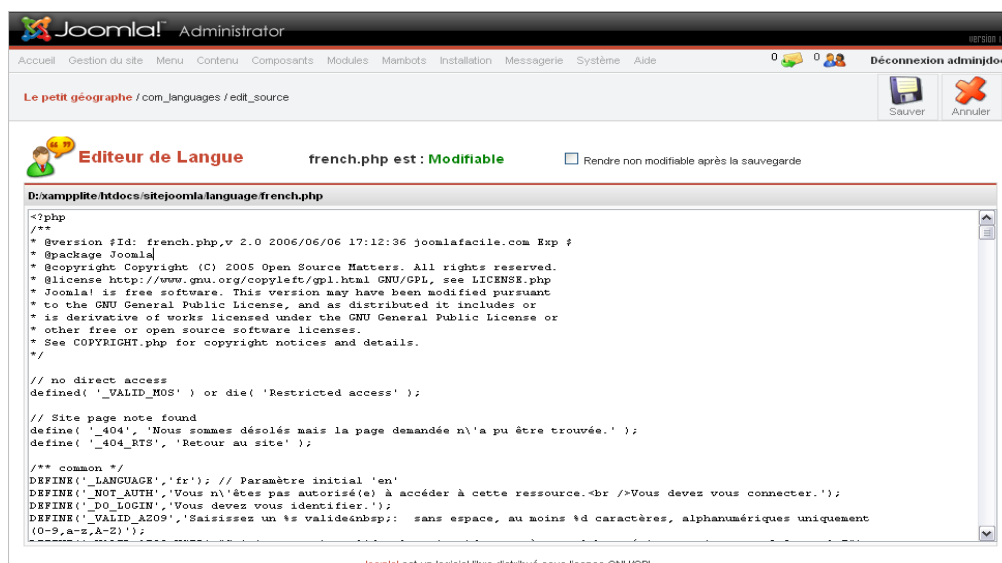 Joomla! Administrator
version
Accueil Gestion du site Menu Contenu Composants Modules Mambots Installation Messagerie Système Aide 0 0 Déconnexion adminjdoc
Le petit géographe / com_languages / edit_source
Sauver Annuler
Editeur de Langue french.php est : Modifiable Rendre non modifiable après la sauvegarde
D:/xampplite/htdocs/sitejoomla/language/french.php
<?php
/**
* @version $Id: french.php,v 2.0 2006/06/06 17:12:36 joomlafacile.com Exp $
* @package Joomla
* @copyright Copyright (C) 2005 Open Source Matters. All rights reserved.
* @license http://www.gnu.org/copyleft/gpl.html GNU/GPL, see LICENSE.php
* Joomla! is free software. This version may have been modified pursuant
* to the GNU General Public License, and as distributed it includes or
* is derivative of works licensed under the GNU General Public License or
* other free or open source software licenses.
* See COPYRIGHT.php for copyright notices and details.
*/
// no direct access
defined( '_VALID_MOS' ) or die( 'Restricted access' );
// Site page note found
define( '_404', 'Nous sommes désolés mais la page demandée n\'a pu être trouvée.' );
define( '_404_RTS', 'Retour au site' );
/** common */
DEFINE('_LANGUAGE','fr'); // Paramètre initial 'en'
DEFINE('_NOT_AUTH','Vous n\'êtes pas autorisé(e) à accéder à cette ressource.<br />Vous devez vous connecter.');
DEFINE('_DO_LOGIN','Vous devez vous identifier.');
DEFINE('_VALID_AZ09','Saisissez un %s valide&nbsp;: sans espace, au moins %d caractères, alphanumériques uniquement
(0-9,a-z,A-Z)');